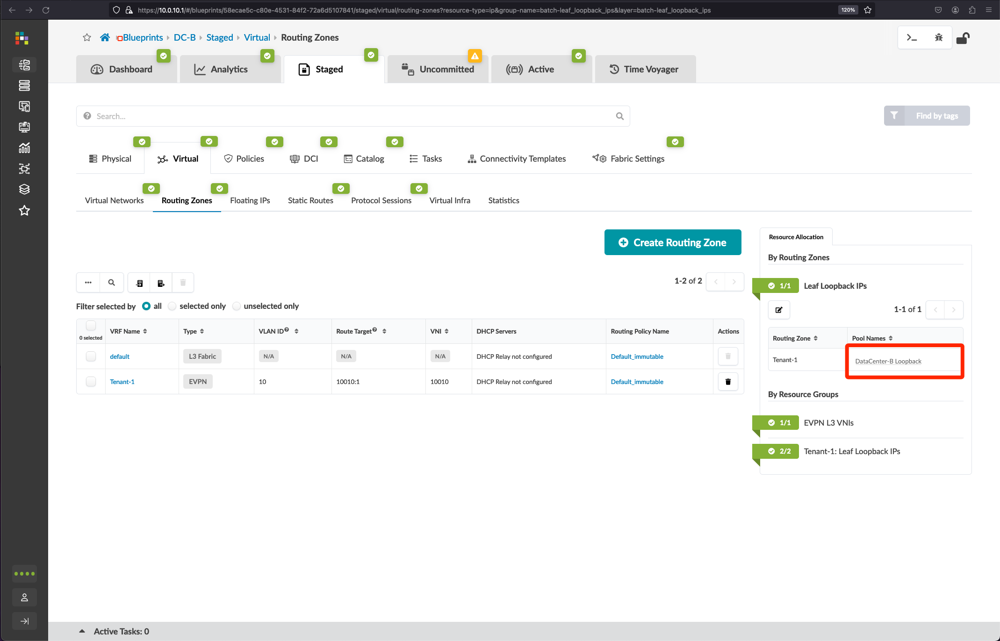 https://10.0.10.1/#/blueprints/58ecae5c-c80e-4531-84f2-72a6d5107841/staged/virtual/routing-zones?resource-type=ip&group-name=batch-leaf_loopback_ips&layer=batch-leaf_loopback_ips 120%
Blueprints DC-B Staged Virtual Routing Zones
Dashboard Analytics Staged Uncommitted Active Time Voyager
Search... Find by tags
Physical Virtual Policies DCI Catalog Tasks Connectivity Templates Fabric Settings
Virtual Networks Routing Zones Floating IPs Static Routes Protocol Sessions Virtual Infra Statistics
Create Routing Zone
1-2 of 2
Filter selected by all selected only unselected only
0 selected VRF Name Type VLAN ID Route Target VNI DHCP Servers Routing Policy Name Actions
default L3 Fabric N/A N/A N/A DHCP Relay not configured Default_immutable
Tenant-1 EVPN 10 10010:1 10010 DHCP Relay not configured Default_immutable
Resource Allocation
By Routing Zones
1/1 Leaf Loopback IPs
1-1 of 1
Routing Zone Pool Names
Tenant-1 DataCenter-B Loopback
By Resource Groups
1/1 EVPN L3 VNIs
2/2 Tenant-1: Leaf Loopback IPs
Active Tasks: 0